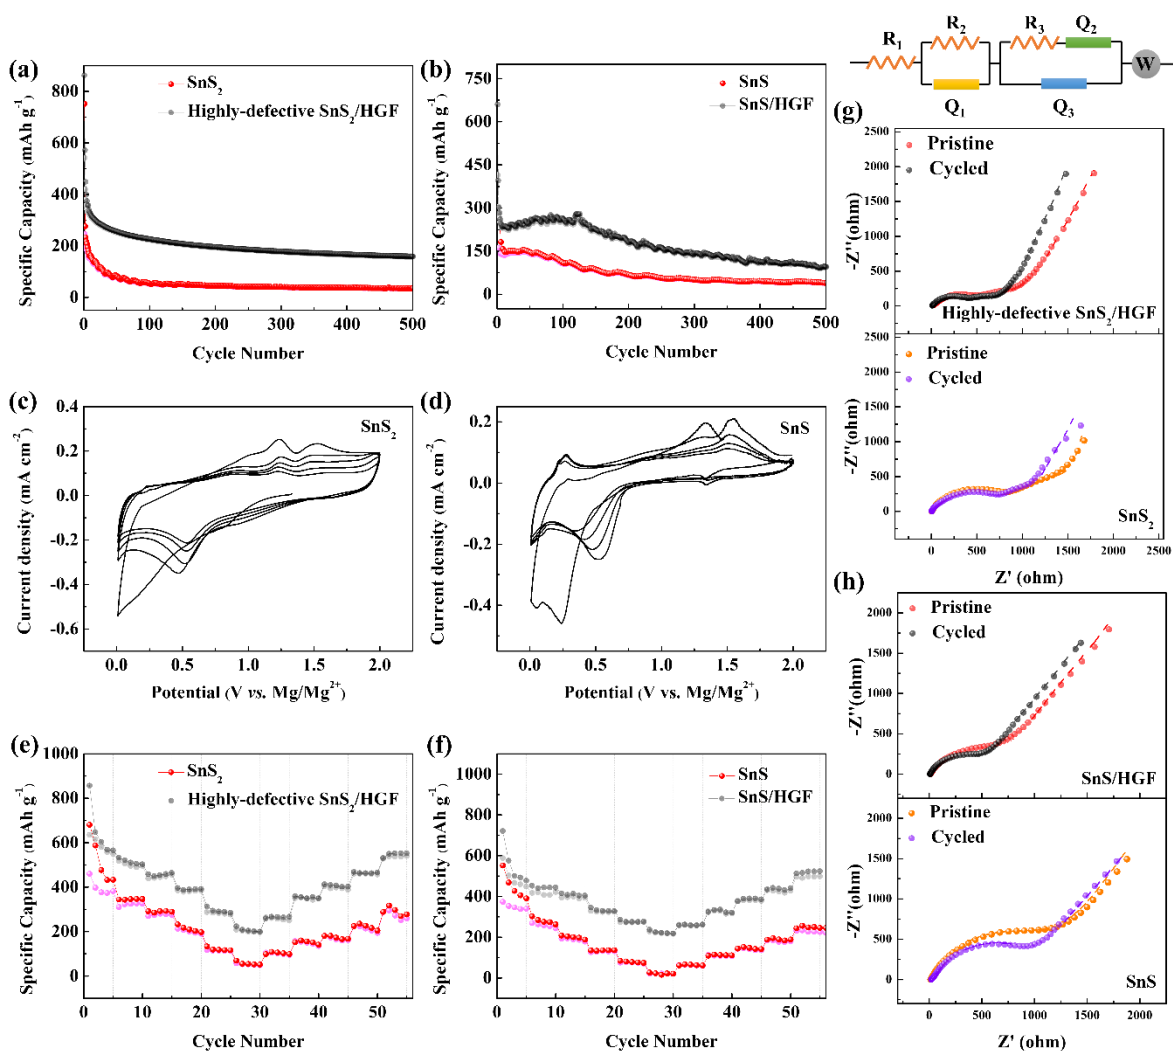 (a)
SnS2
Highly-defective SnS2/HGF
Specific Capacity (mAh g-1)
800
600
400
200
0
0 100 200 300 400 500
Cycle Number
(b)
SnS
SnS/HGF
Specific Capacity (mAh g-1)
750
600
450
300
150
0
0 100 200 300 400 500
Cycle Number
R1
R2
Q1
R3
Q2
Q3
W
(g)
Pristine
Cycled
-Z''(ohm)
2500
2000
1500
1000
500
0
Highly-defective SnS2/HGF
Pristine
Cycled
-Z''(ohm)
2500
2000
1500
1000
500
0
SnS2
0 500 1000 1500 2000 2500
Z' (ohm)
(c)
SnS2
Current density (mA cm-2)
0.4
0.2
0.0
-0.2
-0.4
-0.6
0.0 0.5 1.0 1.5 2.0
Potential (V vs. Mg/Mg2+)
(d)
SnS
Current density (mA cm-2)
0.2
0.0
-0.2
-0.4
0.0 0.5 1.0 1.5 2.0
Potential (V vs. Mg/Mg2+)
(e)
SnS2
Highly-defective SnS2/HGF
Specific Capacity (mAh g-1)
1000
800
600
400
200
0
0 10 20 30 40 50
Cycle Number
(f)
SnS
SnS/HGF
Specific Capacity (mAh g-1)
1000
800
600
400
200
0
0 10 20 30 40 50
Cycle Number
(h)
Pristine
Cycled
-Z''(ohm)
2000
1500
1000
500
0
SnS/HGF
Pristine
Cycled
-Z''(ohm)
2000
1500
1000
500
0
SnS
0 500 1000 1500 2000
Z' (ohm)